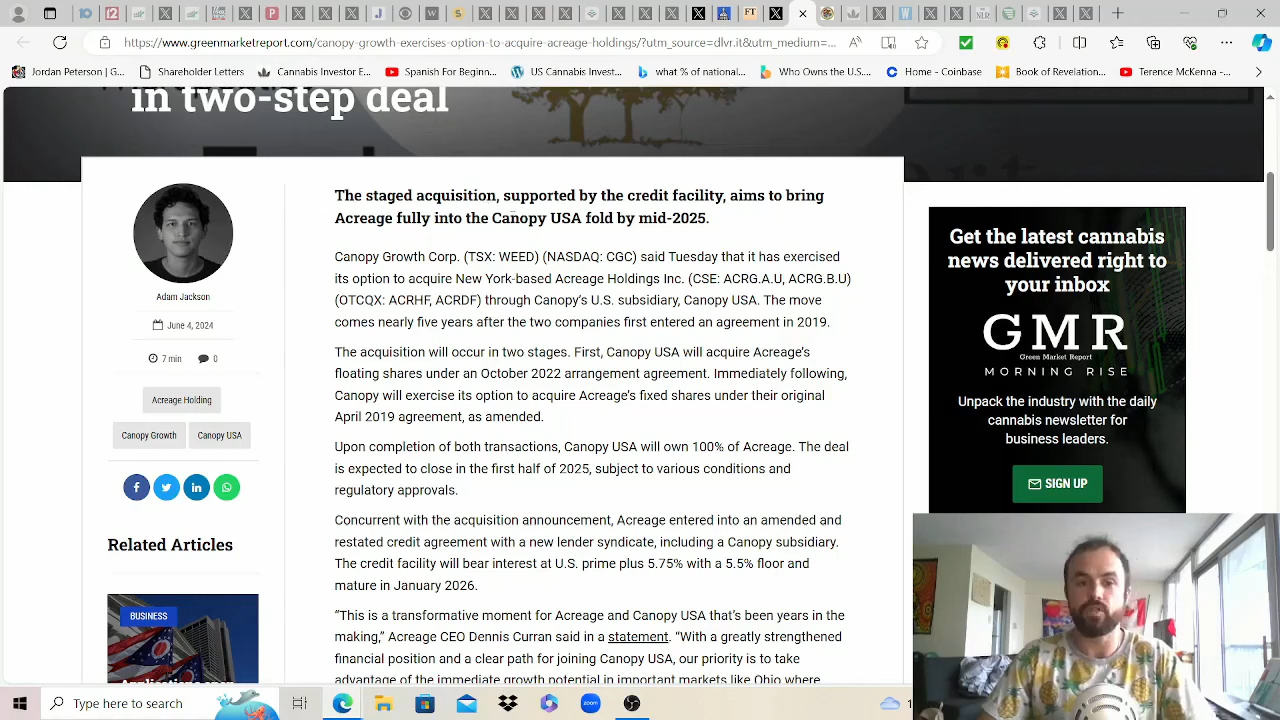 https://www.greenmarketreport.com/canopy-growth-exercises-option-to-acquire-acreage-holdings/?utm_source=dlvr.it&utm_medium=...
Jordan Peterson | G...
Shareholder Letters
Cannabis Investor E...
Spanish For Beginn...
US Cannabis Invest...
what % of national...
Who Owns the U.S...
Home - Coinbase
Book of Revelation...
Terence McKenna -...
in two-step deal
The staged acquisition, supported by the credit facility, aims to bring
Acreage fully into the Canopy USA fold by mid-2025.
Adam Jackson
June 4, 2024
7 min
0
Acreage Holding
Canopy Growth
Canopy USA
Related Articles
BUSINESS
Canopy Growth Corp. (TSX: WEED) (NASDAQ: CGC) said Tuesday that it has exercised
its option to acquire New York-based Acreage Holdings Inc. (CSE: ACRG.A.U, ACRG.B.U)
(OTCQX: ACRHF, ACRDF) through Canopy's U.S. subsidiary, Canopy USA. The move
comes nearly five years after the two companies first entered an agreement in 2019.
The acquisition will occur in two stages. First, Canopy USA will acquire Acreage's
floating shares under an October 2022 arrangement agreement. Immediately following,
Canopy will exercise its option to acquire Acreage's fixed shares under their original
April 2019 agreement, as amended.
Upon completion of both transactions, Canopy USA will own 100% of Acreage. The deal
is expected to close in the first half of 2025, subject to various conditions and
regulatory approvals.
Concurrent with the acquisition announcement, Acreage entered into an amended and
restated credit agreement with a new lender syndicate, including a Canopy subsidiary.
The credit facility will bear interest at U.S. prime plus 5.75% with a 5.5% floor and
mature in January 2026.
“This is a transformative moment for Acreage and Canopy USA that's been years in the
making,” Acreage CEO Dennis Curran said in a statement. “With a greatly strengthened
financial position and a clear path for joining Canopy USA, our priority is to take
advantage of the immediate growth potential in important markets like Ohio where
Get the latest cannabis
news delivered right to
your inbox
GMR
Green Market Report
MORNING RISE
Unpack the industry with the daily
cannabis newsletter for
business leaders.
SIGN UP
Type here to search
zoom